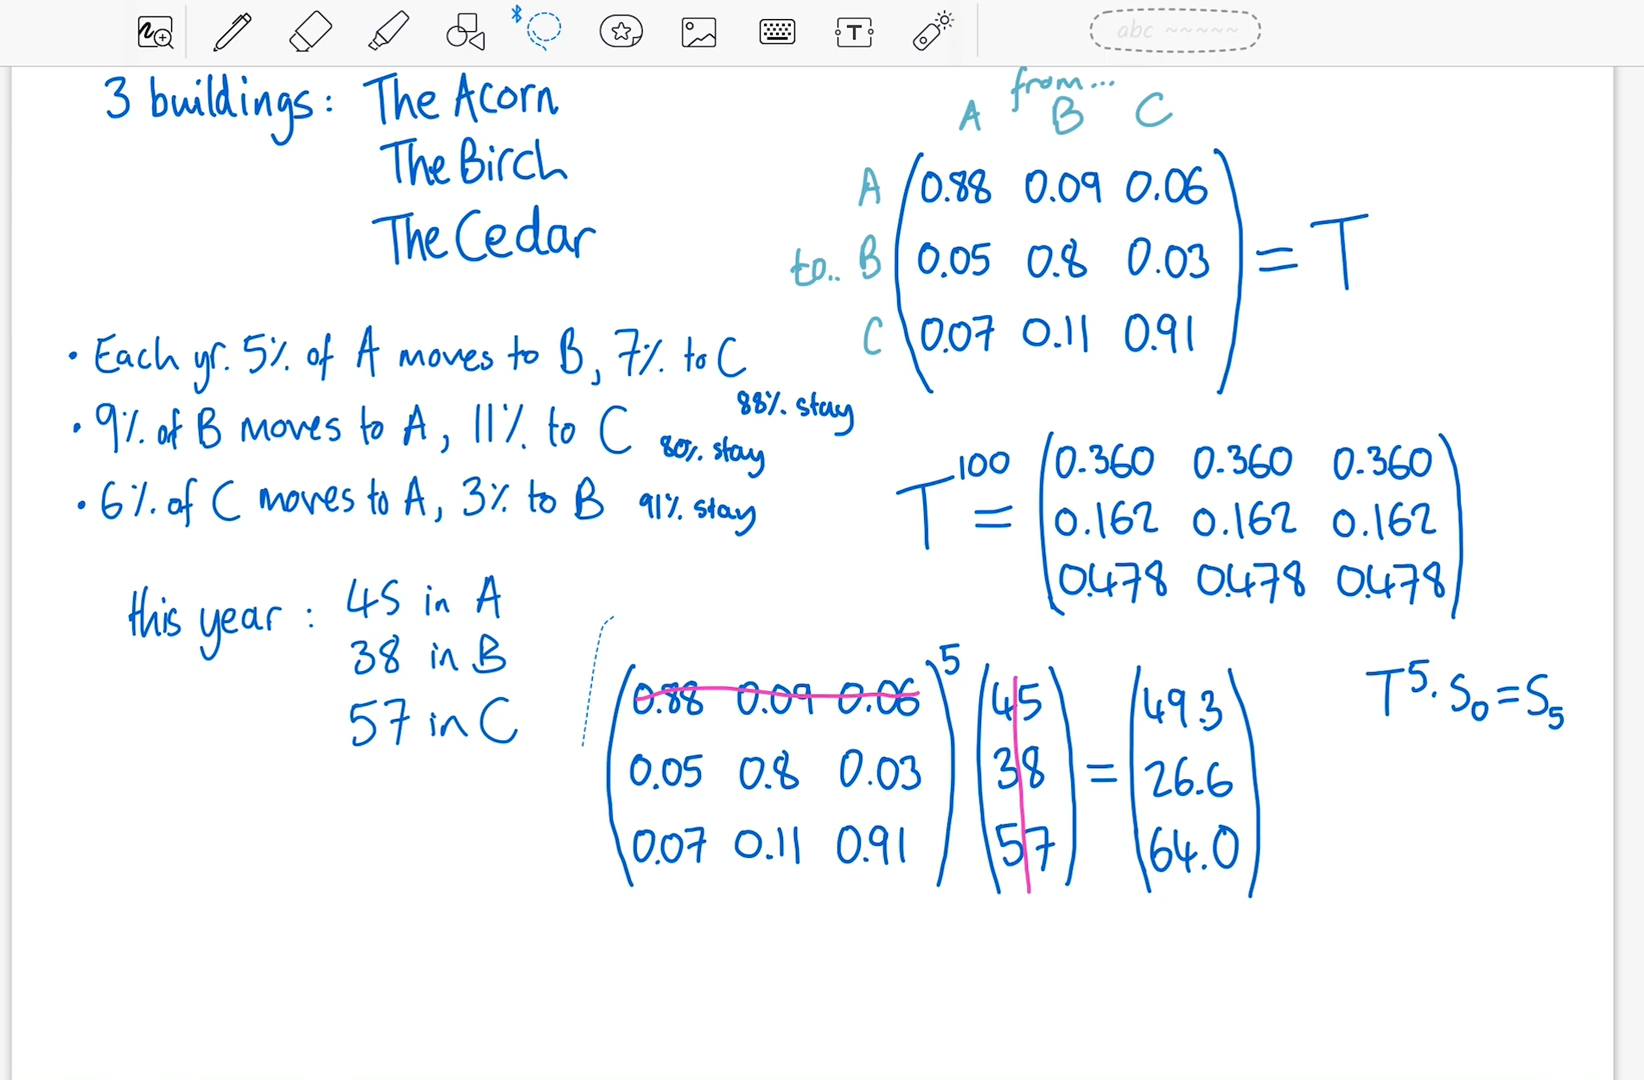 abc ~~~~~
3 buildings: The Acorn
The Birch
The Cedar
from...
A B C
A (0.88 0.09 0.06)
to.. B (0.05 0.8 0.03) = T
C (0.07 0.11 0.91)
• Each yr. 5% of A moves to B, 7% to C
88% stay
• 9% of B moves to A, 11% to C 80% stay
• 6% of C moves to A, 3% to B 91% stay
T^100 = (0.360 0.360 0.360
0.162 0.162 0.162
0.478 0.478 0.478)
this year: 45 in A
38 in B
57 in C
(0.88 0.09 0.06)^5 (45) (49.3)
(0.05 0.8 0.03) (38) = (26.6)
(0.07 0.11 0.91) (57) (64.0)
T^5. S_0 = S_5